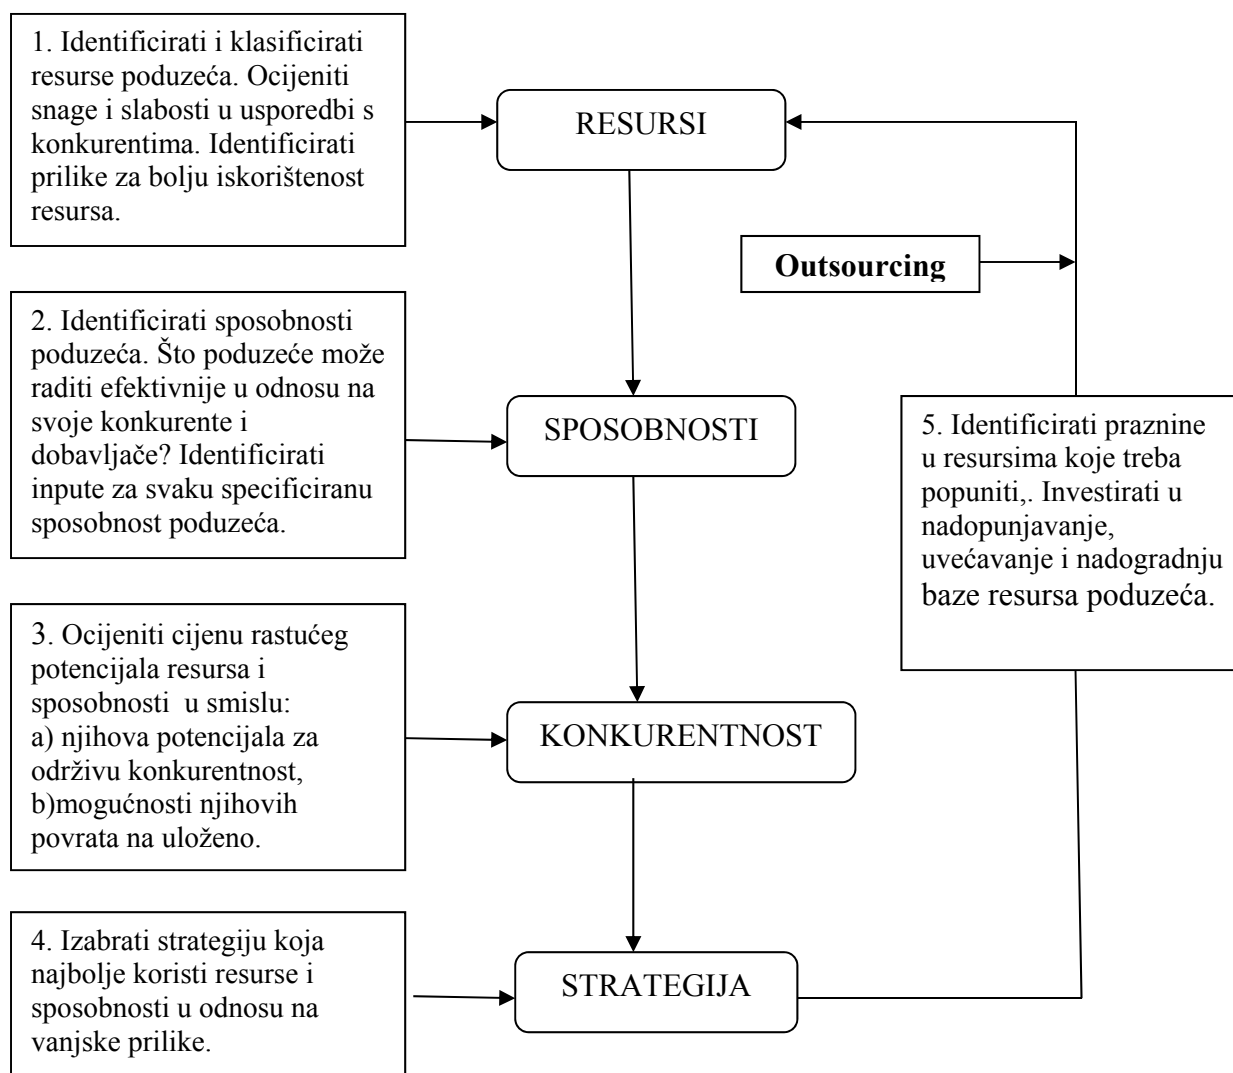 1. Identificirati i klasificirati
resurse poduzeća. Ocijeniti
snage i slabosti u usporedbi s
konkurentima. Identificirati
prilike za bolju iskorištenost
resursa.
RESURSI
Outsourcing
2. Identificirati sposobnosti
poduzeća. Što poduzeće može
raditi efektivnije u odnosu na
svoje konkurente i
dobavljače? Identificirati
inpute za svaku specificiranu
sposobnost poduzeća.
SPOSOBNOSTI
5. Identificirati praznine
u resursima koje treba
popuniti,. Investirati u
nadopunjavanje,
uvećavanje i nadogradnju
baze resursa poduzeća.
3. Ocijeniti cijenu rastućeg
potencijala resursa i
sposobnosti  u smislu:
a) njihova potencijala za
održivu konkurentnost,
b)mogućnosti njihovih
povrata na uloženo.
KONKURENTNOST
4. Izabrati strategiju koja
najbolje koristi resurse i
sposobnosti u odnosu na
vanjske prilike.
STRATEGIJA